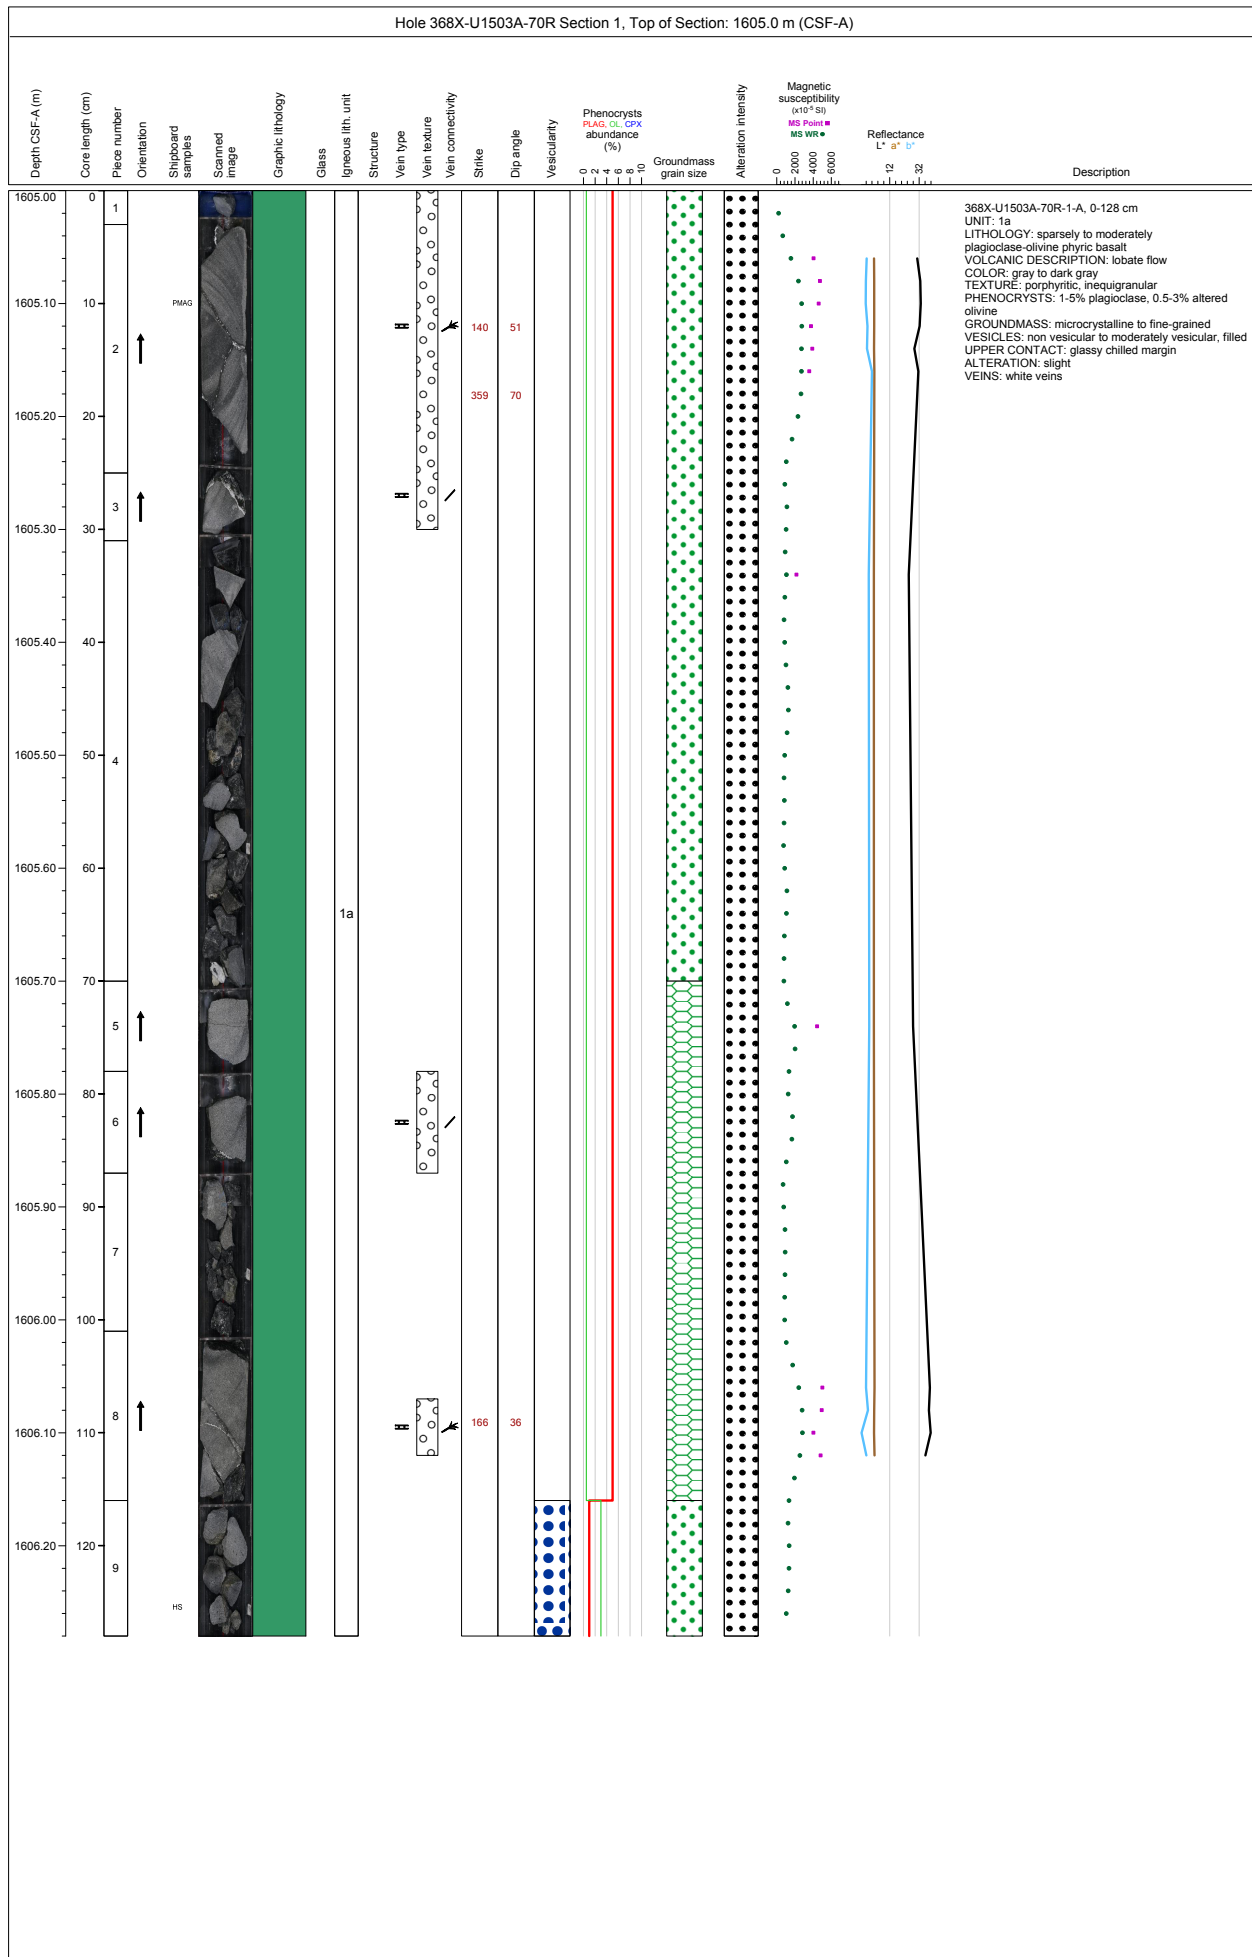 Hole 368X-U1503A-70R Section 1, Top of Section: 1605.0 m (CSF-A)
Depth CSF-A (m)
Core length (cm)
Piece number
Orientation
Shipboard
samples
Scanned
image
Graphic lithology
Glass
Igneous lith. unit
Structure
Vein type
Vein texture
Vein connectivity
Strike
Dip angle
Vesicularity
Phenocrysts
PLAG, OL, CPX
abundance
(%)
0 2 4 6 8 10
Groundmass
grain size
Alteration intensity
Magnetic
susceptibility
(x10-5 SI)
MS Point
MS WR
0 2000 4000 6000
Reflectance
L* a* b*
12 32
Description
1605.00 0
1
1605.10 10
PMAG
2
140 51
359 70
1605.20 20
3
1605.30 30
1605.40 40
1605.50 50
4
1605.60 60
1a
1605.70 70
5
1605.80 80
6
1605.90 90
7
1606.00 100
8
166 36
1606.10 110
1606.20 120
9
HS
368X-U1503A-70R-1-A, 0-128 cm
UNIT: 1a
LITHOLOGY: sparsely to moderately
plagioclase-olivine phyric basalt
VOLCANIC DESCRIPTION: lobate flow
COLOR: gray to dark gray
TEXTURE: porphyritic, inequigranular
PHENOCRYSTS: 1-5% plagioclase, 0.5-3% altered
olivine
GROUNDMASS: microcrystalline to fine-grained
VESICLES: non vesicular to moderately vesicular, filled
UPPER CONTACT: glassy chilled margin
ALTERATION: slight
VEINS: white veins